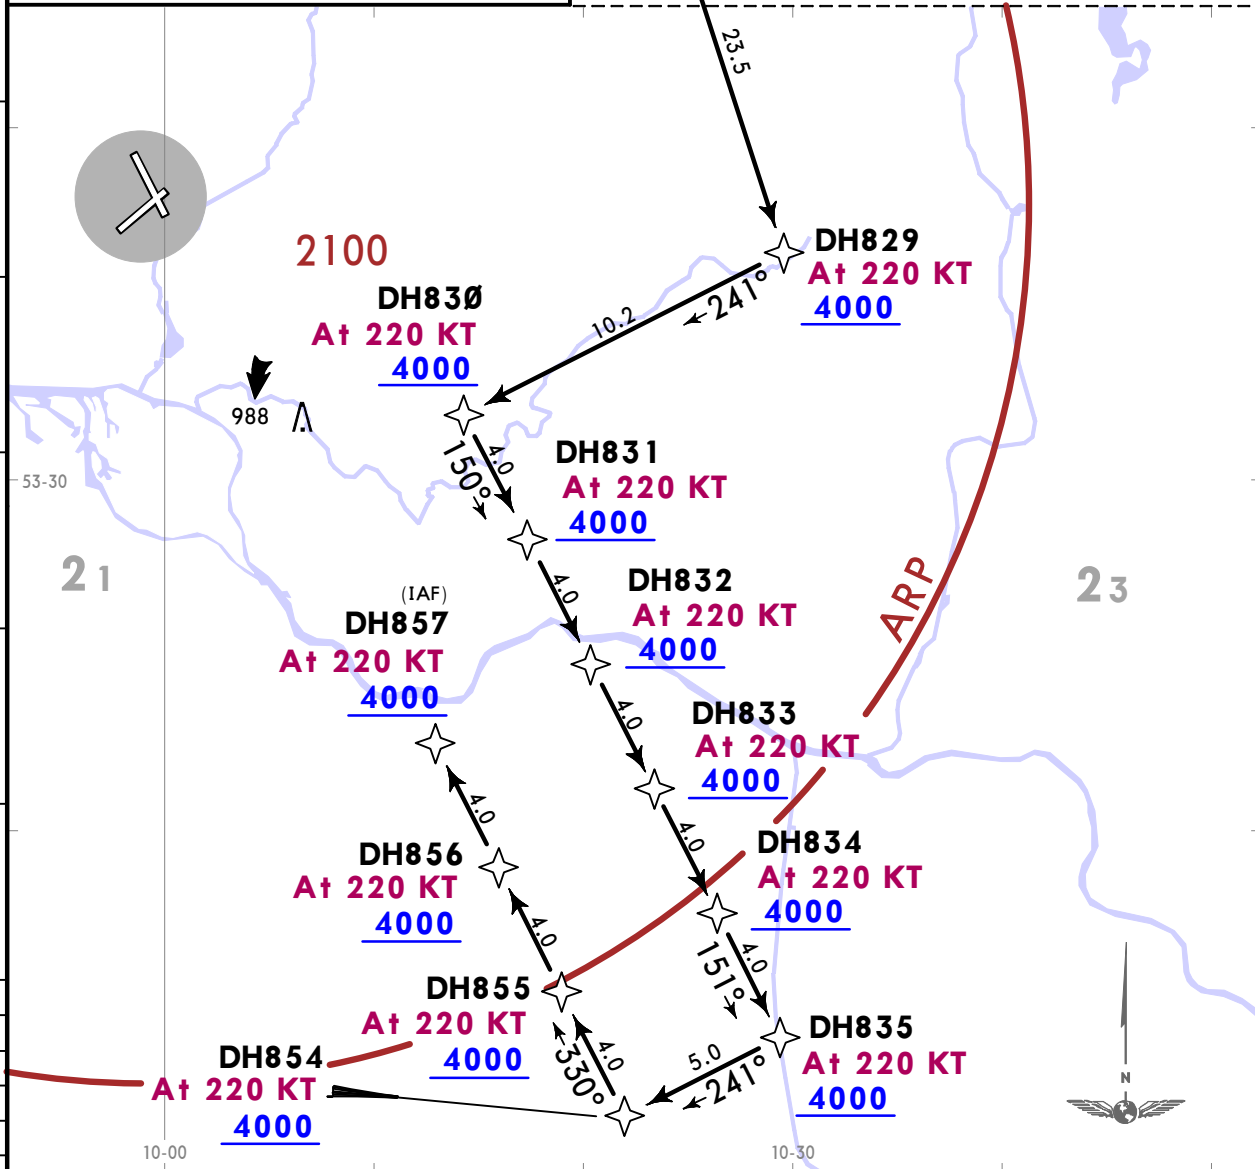 23.5
DH829
At 220 KT
4000
241°
10.2
2100
DH83Ø
At 220 KT
4000
988
4.0
150°
DH831
At 220 KT
4000
53-30
21
4.0
DH832
At 220 KT
4000
(IAF)
DH857
At 220 KT
4000
ARP
23
4.0
DH833
At 220 KT
4000
4.0
4.0
DH834
At 220 KT
4000
DH856
At 220 KT
4000
4.0
4.0
151°
DH855
At 220 KT
4000
DH835
At 220 KT
4000
5.0
241°
4.0
330°
DH854
At 220 KT
4000
N
10-00
10-30